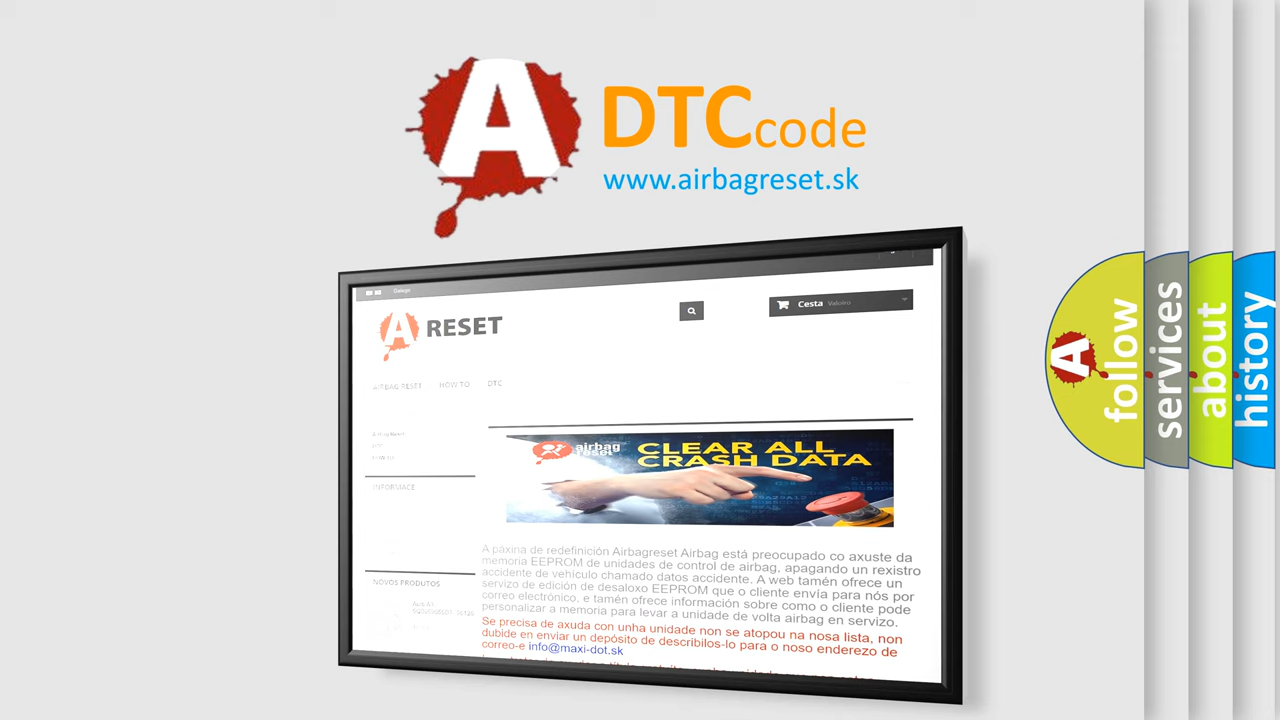 A DTCcode
www.airbagreset.sk
Galego
A RESET
Cesta Valoiro
AIRBAG RESET HOW TO DTC
HOW TO
INFORMACE
airbag
reset
CLEAR ALL
CRASH DATA
A páxina de redefinición Airbagreset Airbag está preocupado co axuste da
memoria EEPROM de unidades de control de airbag, apagando un rexistro
accidente de vehículo chamado datos accidente. A web tamén ofrece un
servizo de edición de desaloxo EEPROM que o cliente envía para nós por
correo electrónico, e tamén ofrece información sobre como o cliente pode
personalizar a memoria para levar a unidade de volta airbag en servizo.
Se precisa de axuda con unha unidade non se atopou na nosa lista, non
dubide en enviar un depósito de describilos-lo para o noso enderezo de
correo-e info@maxi-dot.sk
NOVOS PRODUTOS
A follow
services
about
history